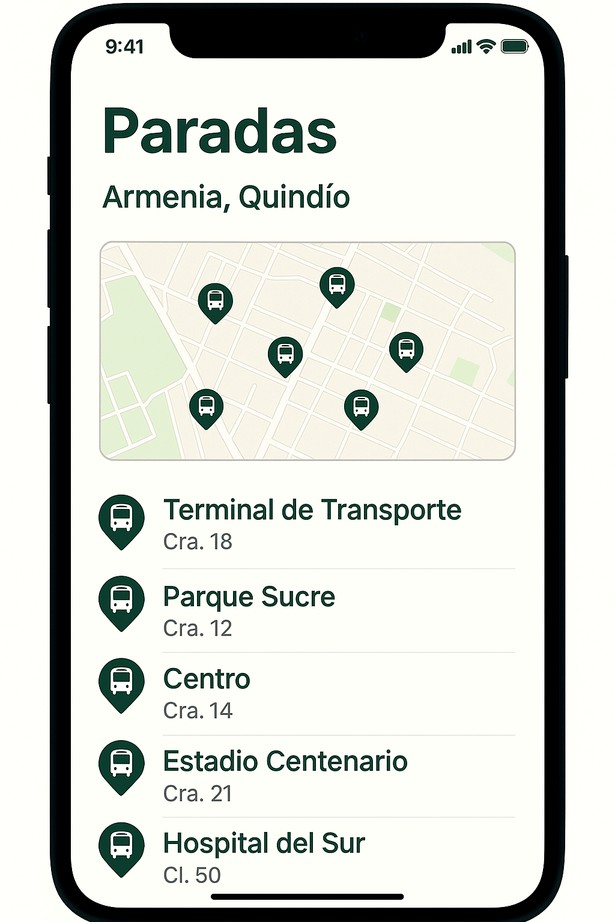 9:41
Paradas
Armenia, Quindío
Terminal de Transporte
Cra. 18
Parque Sucre
Cra. 12
Centro
Cra. 14
Estadio Centenario
Cra. 21
Hospital del Sur
Cl. 50